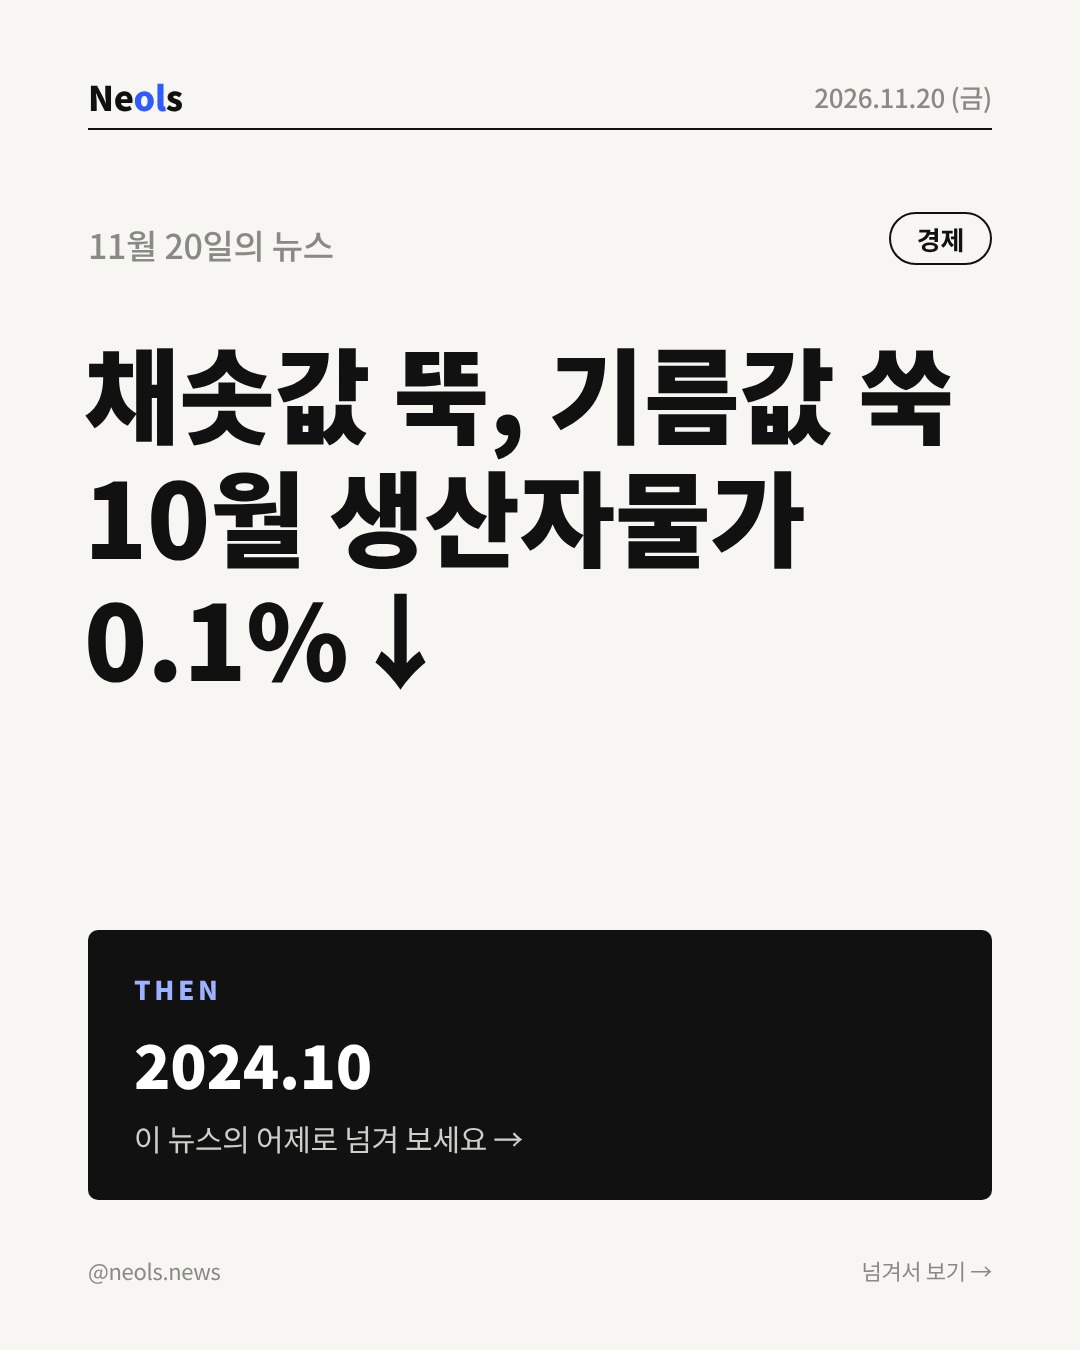 Neols
2026.11.20 (금)
11월 20일의 뉴스
경제
채솟값 뚝, 기름값 쑥
10월 생산자물가
0.1%↓
THEN
2024.10
이 뉴스의 어제로 넘겨 보세요 →
@neols.news
넘겨서 보기 →